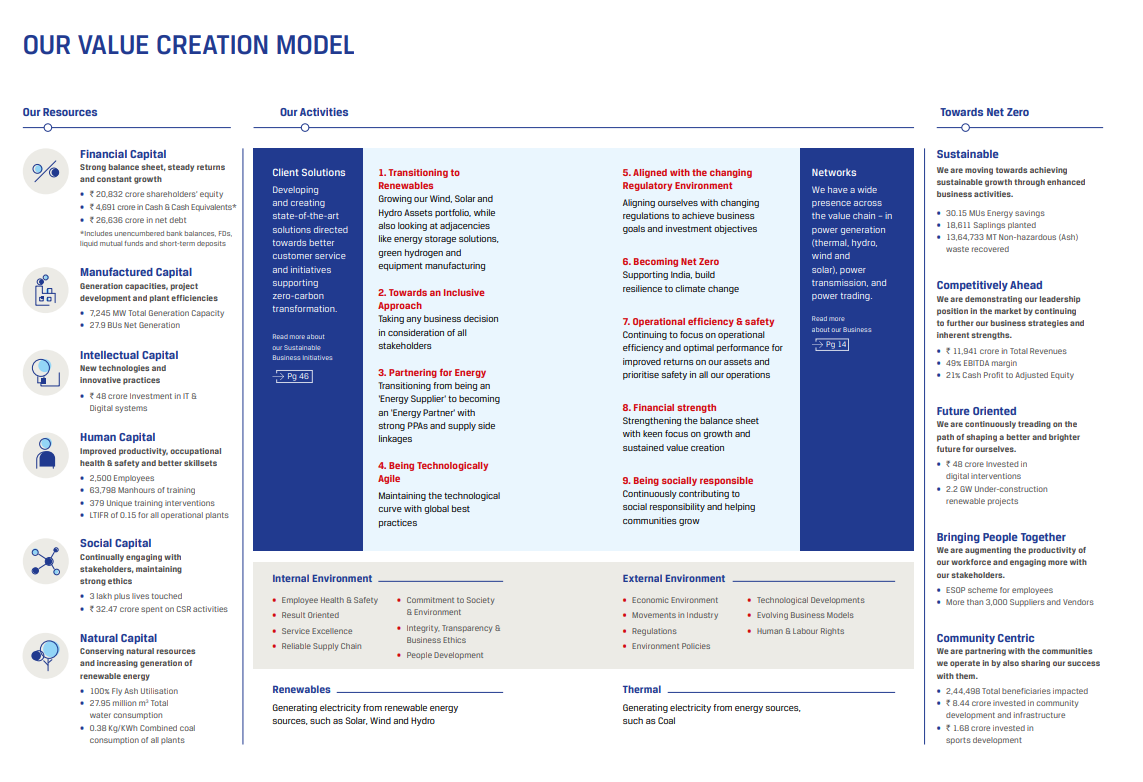 OUR VALUE CREATION MODEL
Our Resources
Financial Capital
Strong balance sheet, steady returns
and constant growth
• ₹ 20,832 crore shareholders' equity
• ₹ 4,691 crore in Cash & Cash Equivalents*
• ₹ 26,636 crore in net debt
*Includes unencumbered bank balances, FDs,
liquid mutual funds and short-term deposits
Manufactured Capital
Generation capacities, project
development and plant efficiencies
• 7,245 MW Total Generation Capacity
• 27.9 BUs Net Generation
Intellectual Capital
New technologies and
innovative practices
• ₹ 48 crore Investment in IT &
Digital systems
Human Capital
Improved productivity, occupational
health & safety and better skillsets
• 2,500 Employees
• 63,798 Manhours of training
• 379 Unique training interventions
• LTIFR of 0.15 for all operational plants
Social Capital
Continually engaging with
stakeholders, maintaining
strong ethics
• 3 lakh plus lives touched
• ₹ 32.47 crore spent on CSR activities
Natural Capital
Conserving natural resources
and increasing generation of
renewable energy
• 100% Fly Ash Utilisation
• 27.95 million m³ Total
water consumption
• 0.38 Kg/KWh Combined coal
consumption of all plants
Our Activities
Client Solutions
Developing
and creating
state-of-the-art
solutions directed
towards better
customer service
and initiatives
supporting
zero-carbon
transformation.
Read more about
our Sustainable
Business Initiatives
Pg 46
1. Transitioning to
Renewables
Growing our Wind, Solar and
Hydro Assets portfolio, while
also looking at adjacencies
like energy storage solutions,
green hydrogen and
equipment manufacturing
2. Towards an Inclusive
Approach
Taking any business decision
in consideration of all
stakeholders
3. Partnering for Energy
Transitioning from being an
'Energy Supplier' to becoming
an 'Energy Partner' with
strong PPAs and supply side
linkages
4. Being Technologically
Agile
Maintaining the technological
curve with global best
practices
5. Aligned with the changing
Regulatory Environment
Aligning ourselves with changing
regulations to achieve business
goals and investment objectives
6. Becoming Net Zero
Supporting India, build
resilience to climate change
7. Operational efficiency & safety
Continuing to focus on operational
efficiency and optimal performance for
improved returns on our assets and
prioritise safety in all our operations
8. Financial strength
Strengthening the balance sheet
with keen focus on growth and
sustained value creation
9. Being socially responsible
Continuously contributing to
social responsibility and helping
communities grow
Networks
We have a wide
presence across
the value chain – in
power generation
(thermal, hydro,
wind and
solar), power
transmission, and
power trading.
Read more
about our Business
Pg 14
Internal Environment
• Employee Health & Safety
• Result Oriented
• Service Excellence
• Reliable Supply Chain
• Commitment to Society
& Environment
• Integrity, Transparency &
Business Ethics
• People Development
External Environment
• Economic Environment
• Movements in Industry
• Regulations
• Environment Policies
• Technological Developments
• Evolving Business Models
• Human & Labour Rights
Renewables
Generating electricity from renewable energy
sources, such as Solar, Wind and Hydro
Thermal
Generating electricity from energy sources,
such as Coal
Towards Net Zero
Sustainable
We are moving towards achieving
sustainable growth through enhanced
business activities.
• 30.15 MUs Energy savings
• 18,611 Saplings planted
• 13,64,733 MT Non-hazardous (Ash)
waste recovered
Competitively Ahead
We are demonstrating our leadership
position in the market by continuing
to further our business strategies and
inherent strengths.
• ₹ 11,941 crore in Total Revenues
• 49% EBITDA margin
• 21% Cash Profit to Adjusted Equity
Future Oriented
We are continuously treading on the
path of shaping a better and brighter
future for ourselves.
• ₹ 48 crore Invested in
digital interventions
• 2.2 GW Under-construction
renewable projects
Bringing People Together
We are augmenting the productivity of
our workforce and engaging more with
our stakeholders.
• ESOP scheme for employees
• More than 3,000 Suppliers and Vendors
Community Centric
We are partnering with the communities
we operate in by also sharing our success
with them.
• 2,44,498 Total beneficiaries impacted
• ₹ 8.44 crore invested in community
development and infrastructure
• ₹ 1.68 crore invested in
sports development